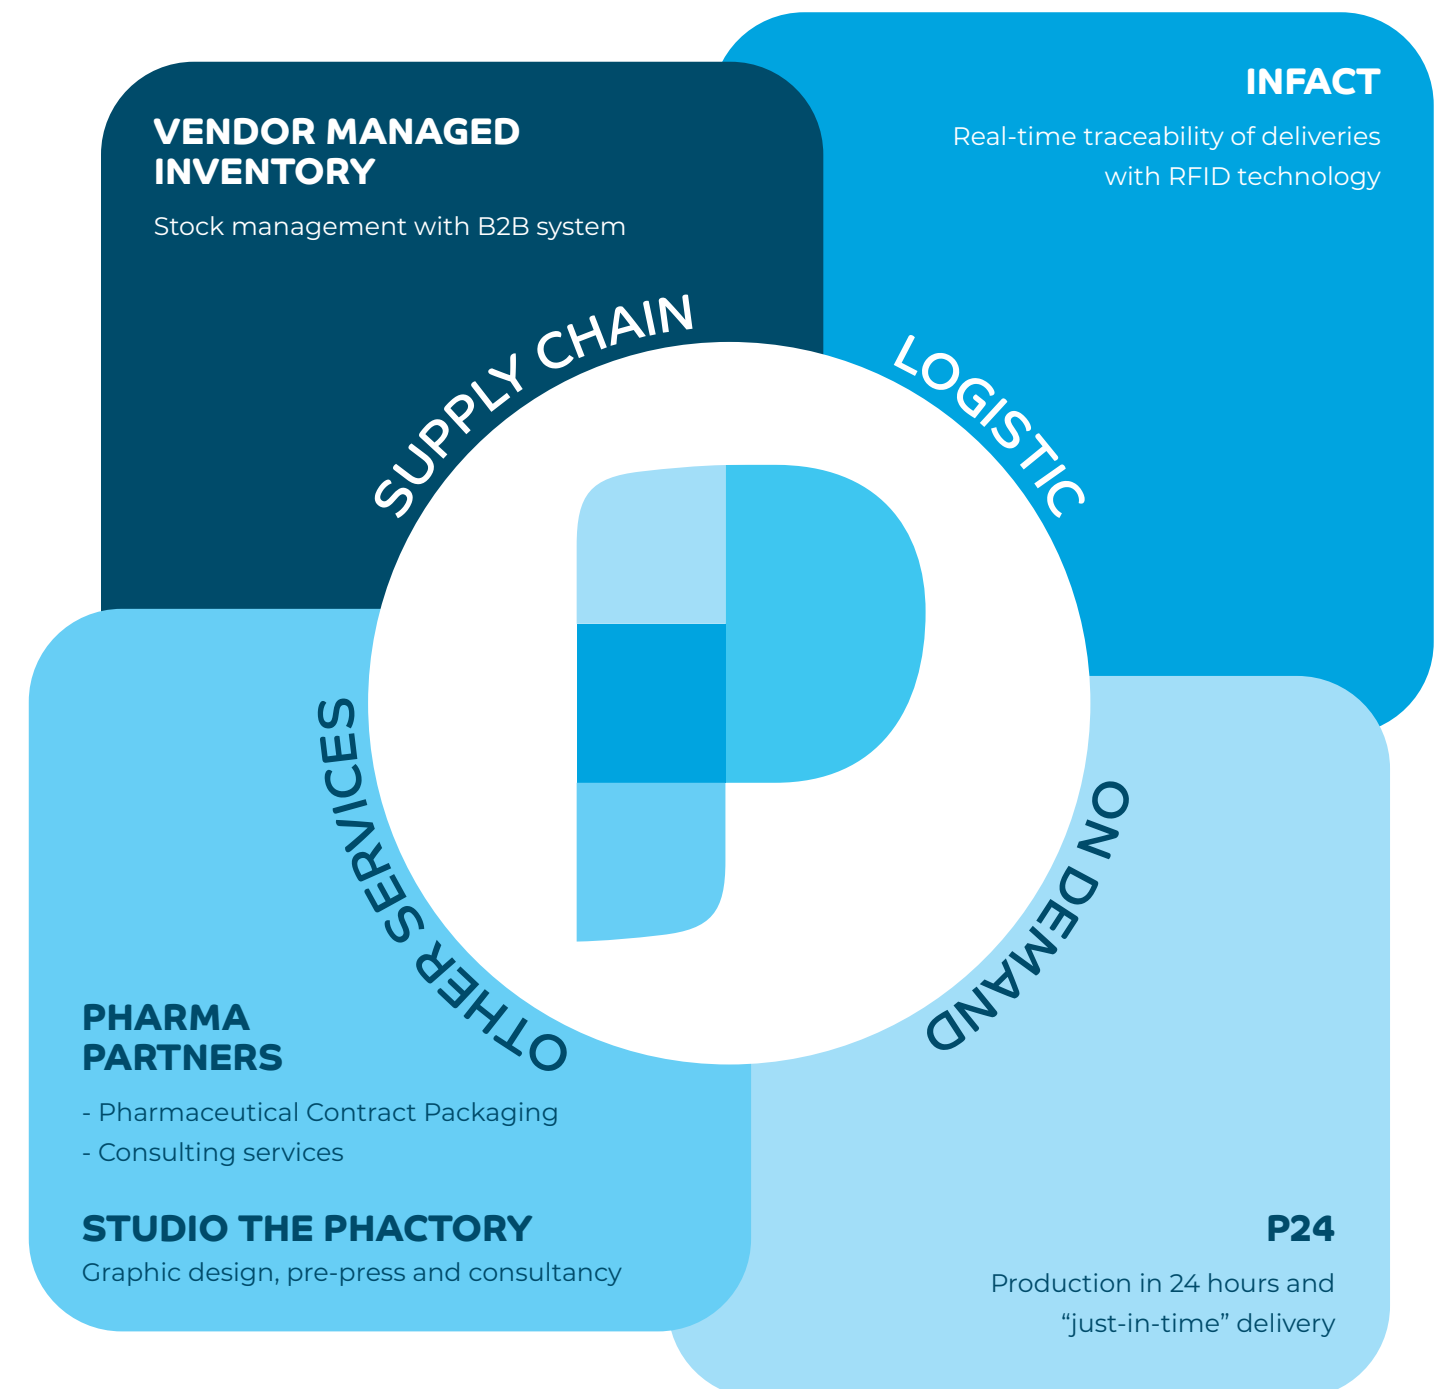 VENDOR MANAGED
INVENTORY
Stock management with B2B system
SUPPLY CHAIN
INFACT
Real-time traceability of deliveries
with RFID technology
LOGISTIC
OTHER SERVICES
PHARMA
PARTNERS
- Pharmaceutical Contract Packaging
- Consulting services
STUDIO THE PHACTORY
Graphic design, pre-press and consultancy
ON DEMAND
P24
Production in 24 hours and
“just-in-time” delivery